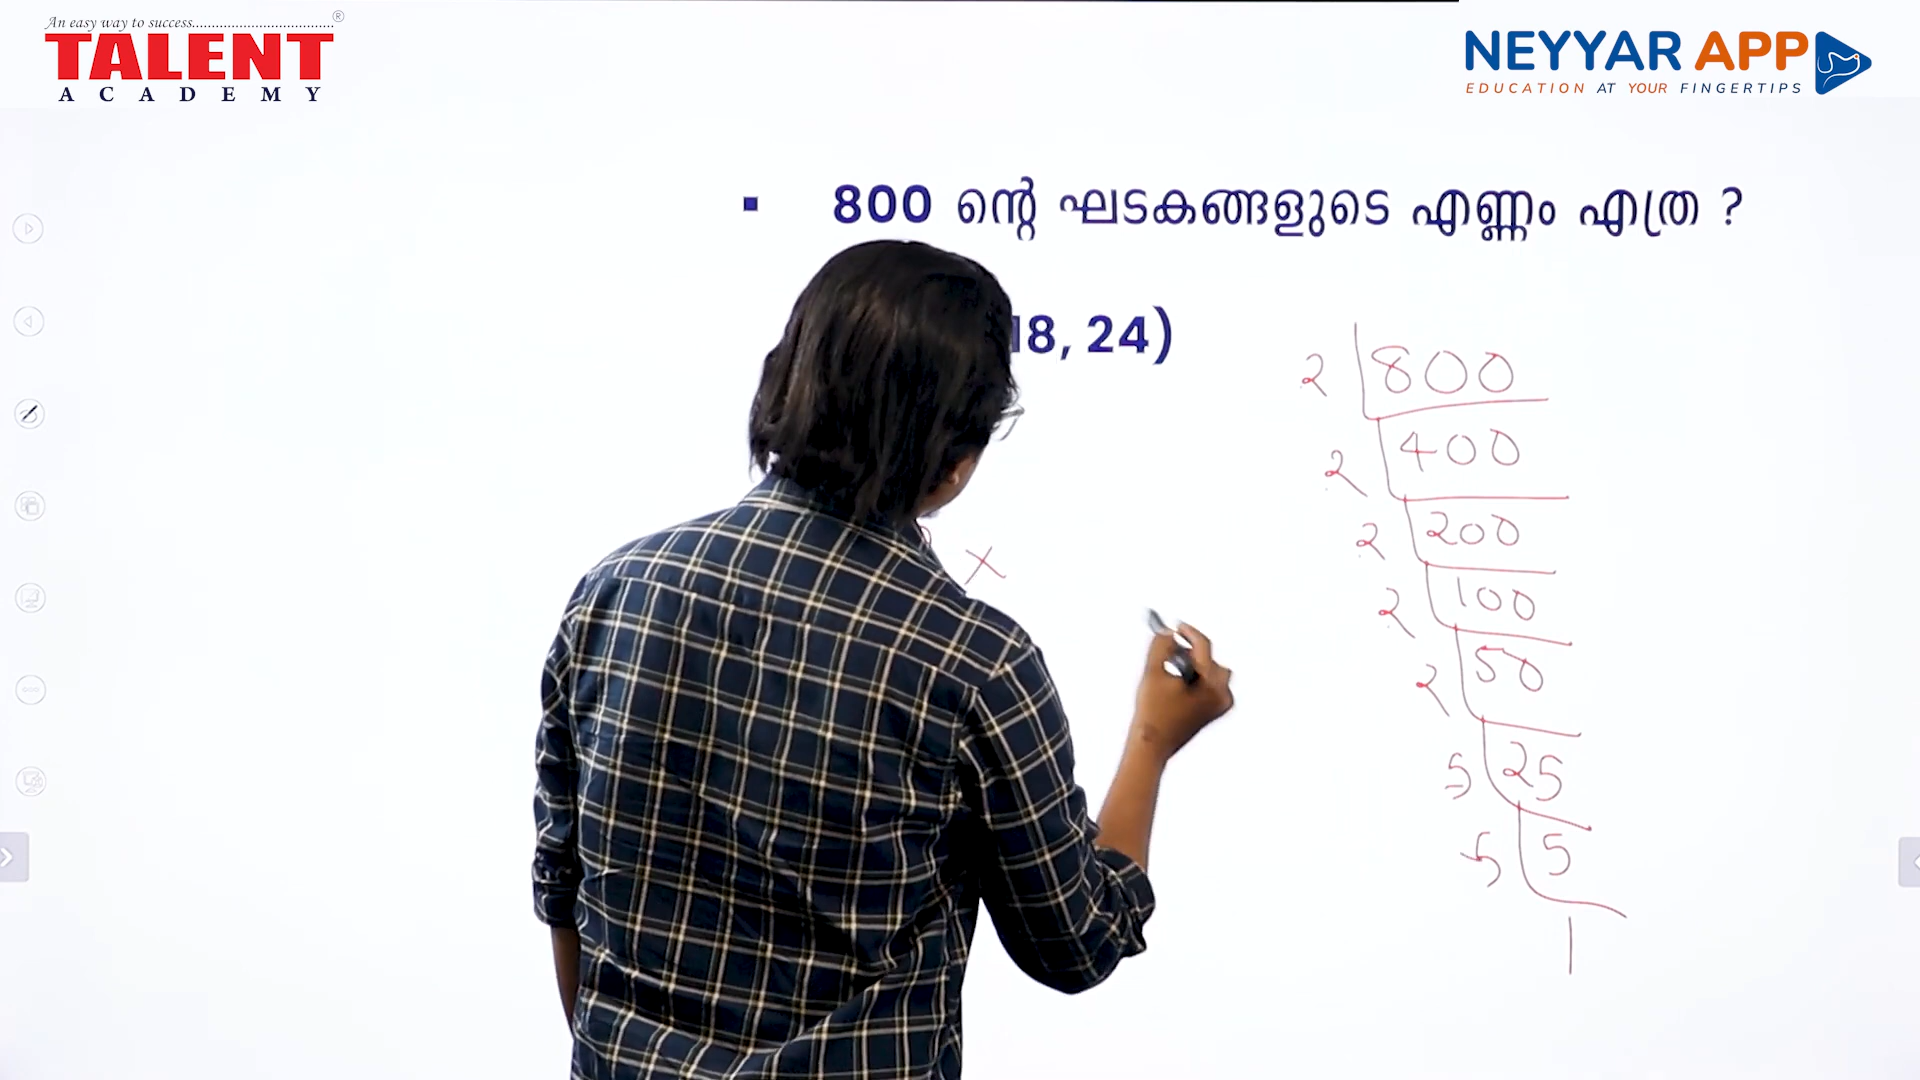 An easy way to success....................................®
TALENT
ACADEMY
NEYYAR APP
EDUCATION AT YOUR FINGERTIPS
▪ 800 ന്റെ ഘടകങ്ങളുടെ എണ്ണം എത്ര ?
18, 24)
2 800
2 400
2 200
×
2 100
2 50
5 25
5 5
1